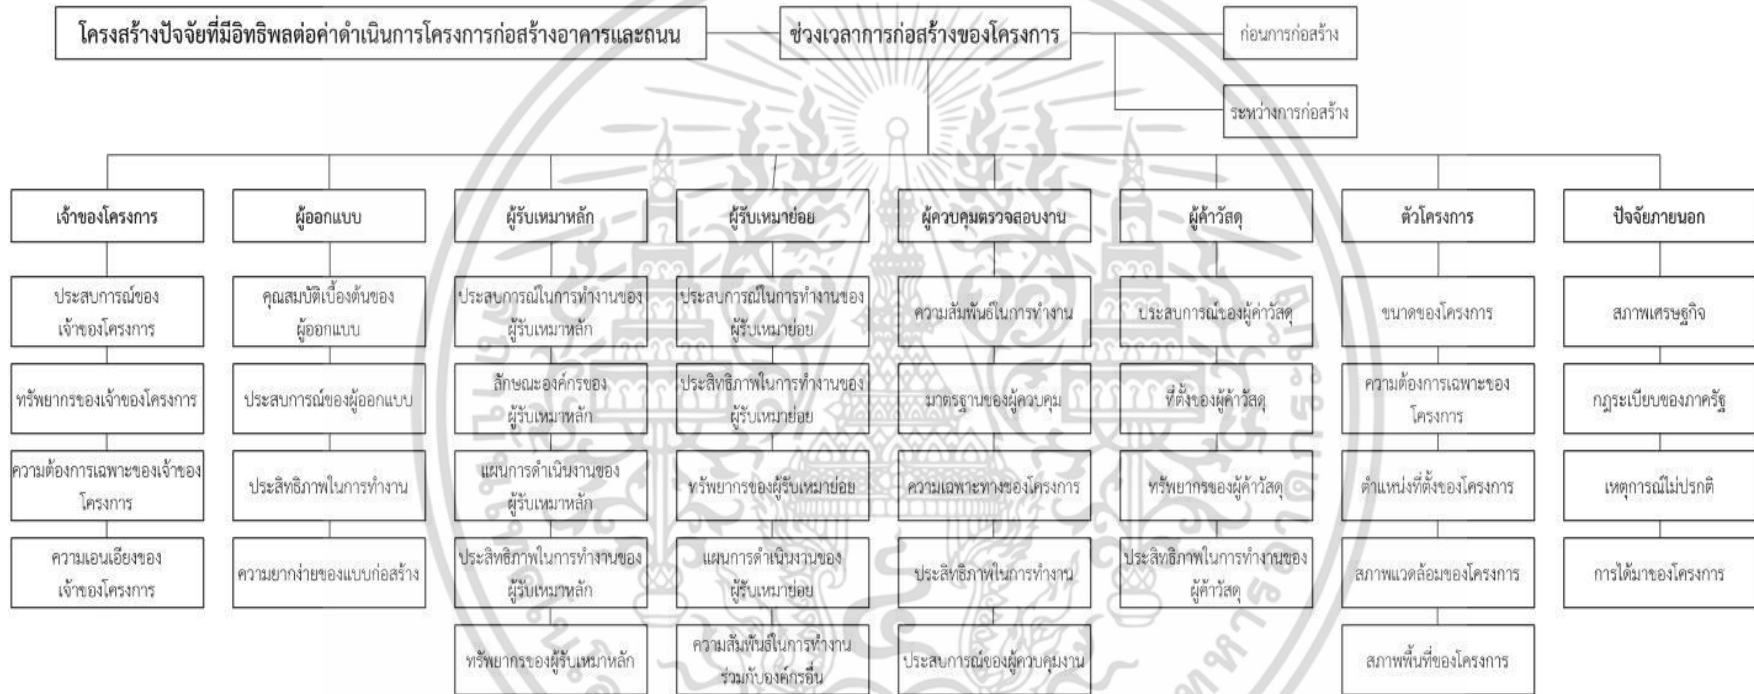 โครงสร้างปัจจัยที่มีอิทธิพลต่อค่าดำเนินการโครงการก่อสร้างอาคารและถนน
ช่วงเวลาการก่อสร้างของโครงการ
ก่อนการก่อสร้าง
ระหว่างการก่อสร้าง
เจ้าของโครงการ
ผู้ออกแบบ
ผู้รับเหมาหลัก
ผู้รับเหมาย่อย
ผู้ควบคุมตรวจสอบงาน
ผู้ค้าวัสดุ
ตัวโครงการ
ปัจจัยภายนอก
ประสบการณ์ของ
เจ้าของโครงการ
คุณสมบัติเบื้องต้นของ
ผู้ออกแบบ
ประสบการณ์ในการทำงานของ
ผู้รับเหมาหลัก
ประสบการณ์ในการทำงานของ
ผู้รับเหมาย่อย
ความสัมพันธ์ในการทำงาน
ประสบการณ์ของผู้ค้าวัสดุ
ขนาดของโครงการ
สภาพเศรษฐกิจ
ทรัพยากรของเจ้าของโครงการ
ประสบการณ์ของผู้ออกแบบ
ลักษณะองค์กรของ
ผู้รับเหมาหลัก
ประสิทธิภาพในการทำงานของ
ผู้รับเหมาย่อย
มาตรฐานของผู้ควบคุม
ที่ตั้งของผู้ค้าวัสดุ
ความต้องการเฉพาะของ
โครงการ
กฎระเบียบของภาครัฐ
ความต้องการเฉพาะของเจ้าของ
โครงการ
ประสิทธิภาพในการทำงาน
แผนการดำเนินงานของ
ผู้รับเหมาหลัก
ทรัพยากรของผู้รับเหมาย่อย
ความเฉพาะทางของโครงการ
ทรัพยากรของผู้ค้าวัสดุ
ตำแหน่งที่ตั้งของโครงการ
เหตุการณ์ไม่ปรกติ
ความเอนเอียงของ
เจ้าของโครงการ
ความยากง่ายของแบบก่อสร้าง
ประสิทธิภาพในการทำงานของ
ผู้รับเหมาหลัก
แผนการดำเนินงานของ
ผู้รับเหมาย่อย
ประสิทธิภาพในการทำงาน
ประสิทธิภาพในการทำงานของ
ผู้ค้าวัสดุ
สภาพแวดล้อมของโครงการ
การได้มาของโครงการ
ทรัพยากรของผู้รับเหมาหลัก
ความสัมพันธ์ในการทำงาน
ร่วมกับองค์กรอื่น
ประสบการณ์ของผู้ควบคุมงาน
สภาพพื้นที่ของโครงการ